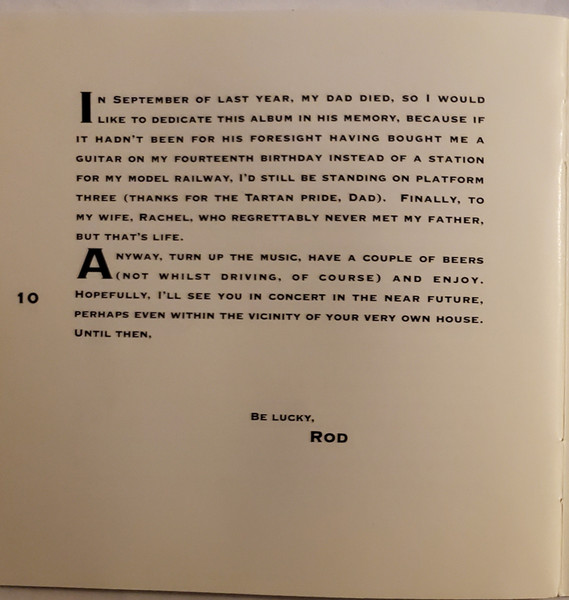 In September of last year, my dad died, so I would
like to dedicate this album in his memory, because if
it hadn't been for his foresight having bought me a
guitar on my fourteenth birthday instead of a station
for my model railway, I'd still be standing on platform
three (thanks for the Tartan pride, Dad). Finally, to
my wife, Rachel, who regrettably never met my father,
but that's life.
Anyway, turn up the music, have a couple of beers
(not whilst driving, of course) and enjoy.
Hopefully, I'll see you in concert in the near future,
perhaps even within the vicinity of your very own house.
Until then,
10
Be lucky,
Rod